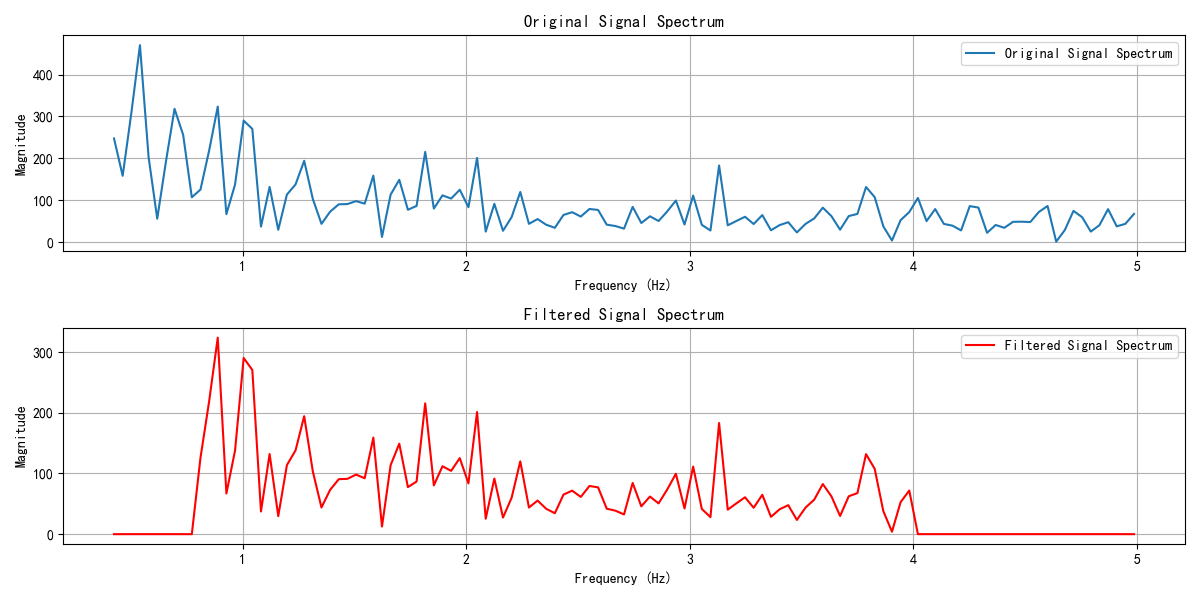 Original Signal Spectrum
Original Signal Spectrum
Magnitude
400
300
200
100
0
1
2
3
4
5
Frequency (Hz)
Filtered Signal Spectrum
Filtered Signal Spectrum
Magnitude
300
200
100
0
1
2
3
4
5
Frequency (Hz)